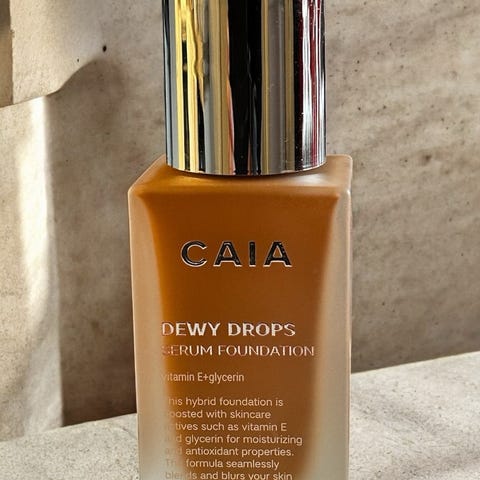 CAIA
DEWY DROPS
SERUM FOUNDATION
vitamin E+glycerin
This hybrid foundation is
boosted with skincare
actives such as vitamin E
and glycerin for moisturizing
and antioxidant properties.
The formula seamlessly
blends and blurs your skin